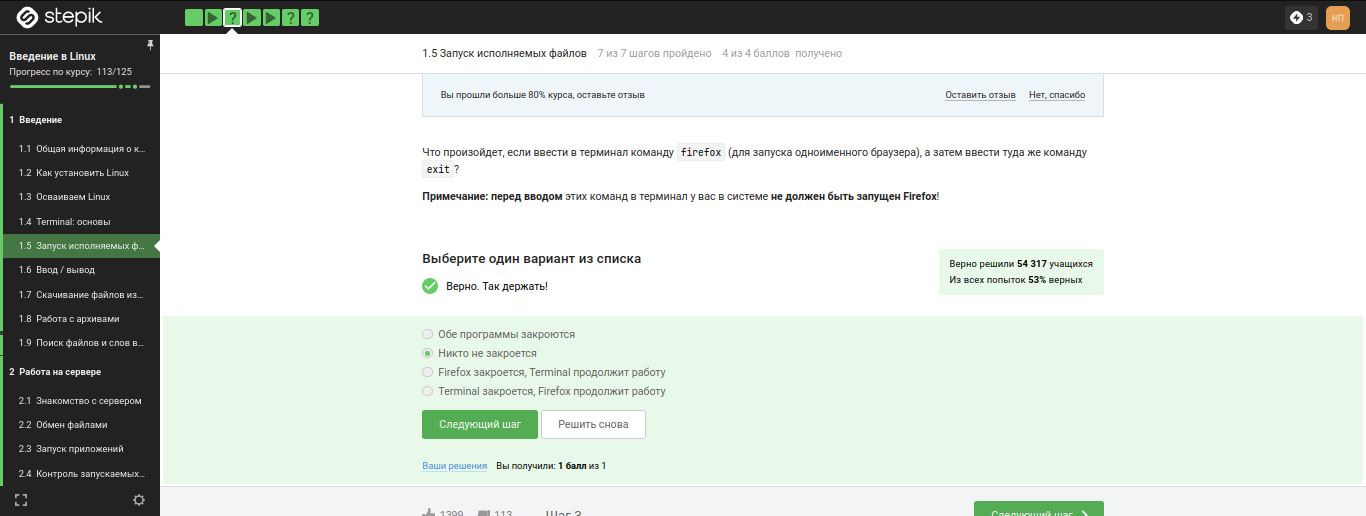 stepik
? ? ?
3
НП
Введение в Linux
Прогресс по курсу: 113/125
1 Введение
1.1 Общая информация о к...
1.2 Как установить Linux
1.3 Осваиваем Linux
1.4 Terminal: основы
1.5 Запуск исполняемых ф...
1.6 Ввод / вывод
1.7 Скачивание файлов из...
1.8 Работа с архивами
1.9 Поиск файлов и слов в...
2 Работа на сервере
2.1 Знакомство с сервером
2.2 Обмен файлами
2.3 Запуск приложений
2.4 Контроль запускаемых...
1.5 Запуск исполняемых файлов 7 из 7 шагов пройдено 4 из 4 баллов получено
Вы прошли больше 80% курса, оставьте отзыв Оставить отзыв Нет, спасибо
Что произойдет, если ввести в терминал команду firefox (для запуска одноименного браузера), а затем ввести туда же команду
exit ?
Примечание: перед вводом этих команд в терминал у вас в системе не должен быть запущен Firefox!
Выберите один вариант из списка
Верно. Так держать!
Верно решили 54 317 учащихся
Из всех попыток 53% верных
Обе программы закроются
Никто не закроется
Firefox закроется, Terminal продолжит работу
Terminal закроется, Firefox продолжит работу
Следующий шаг Решить снова
Ваши решения Вы получили: 1 балл из 1
1399 113 Шаг 3 Следующий шаг